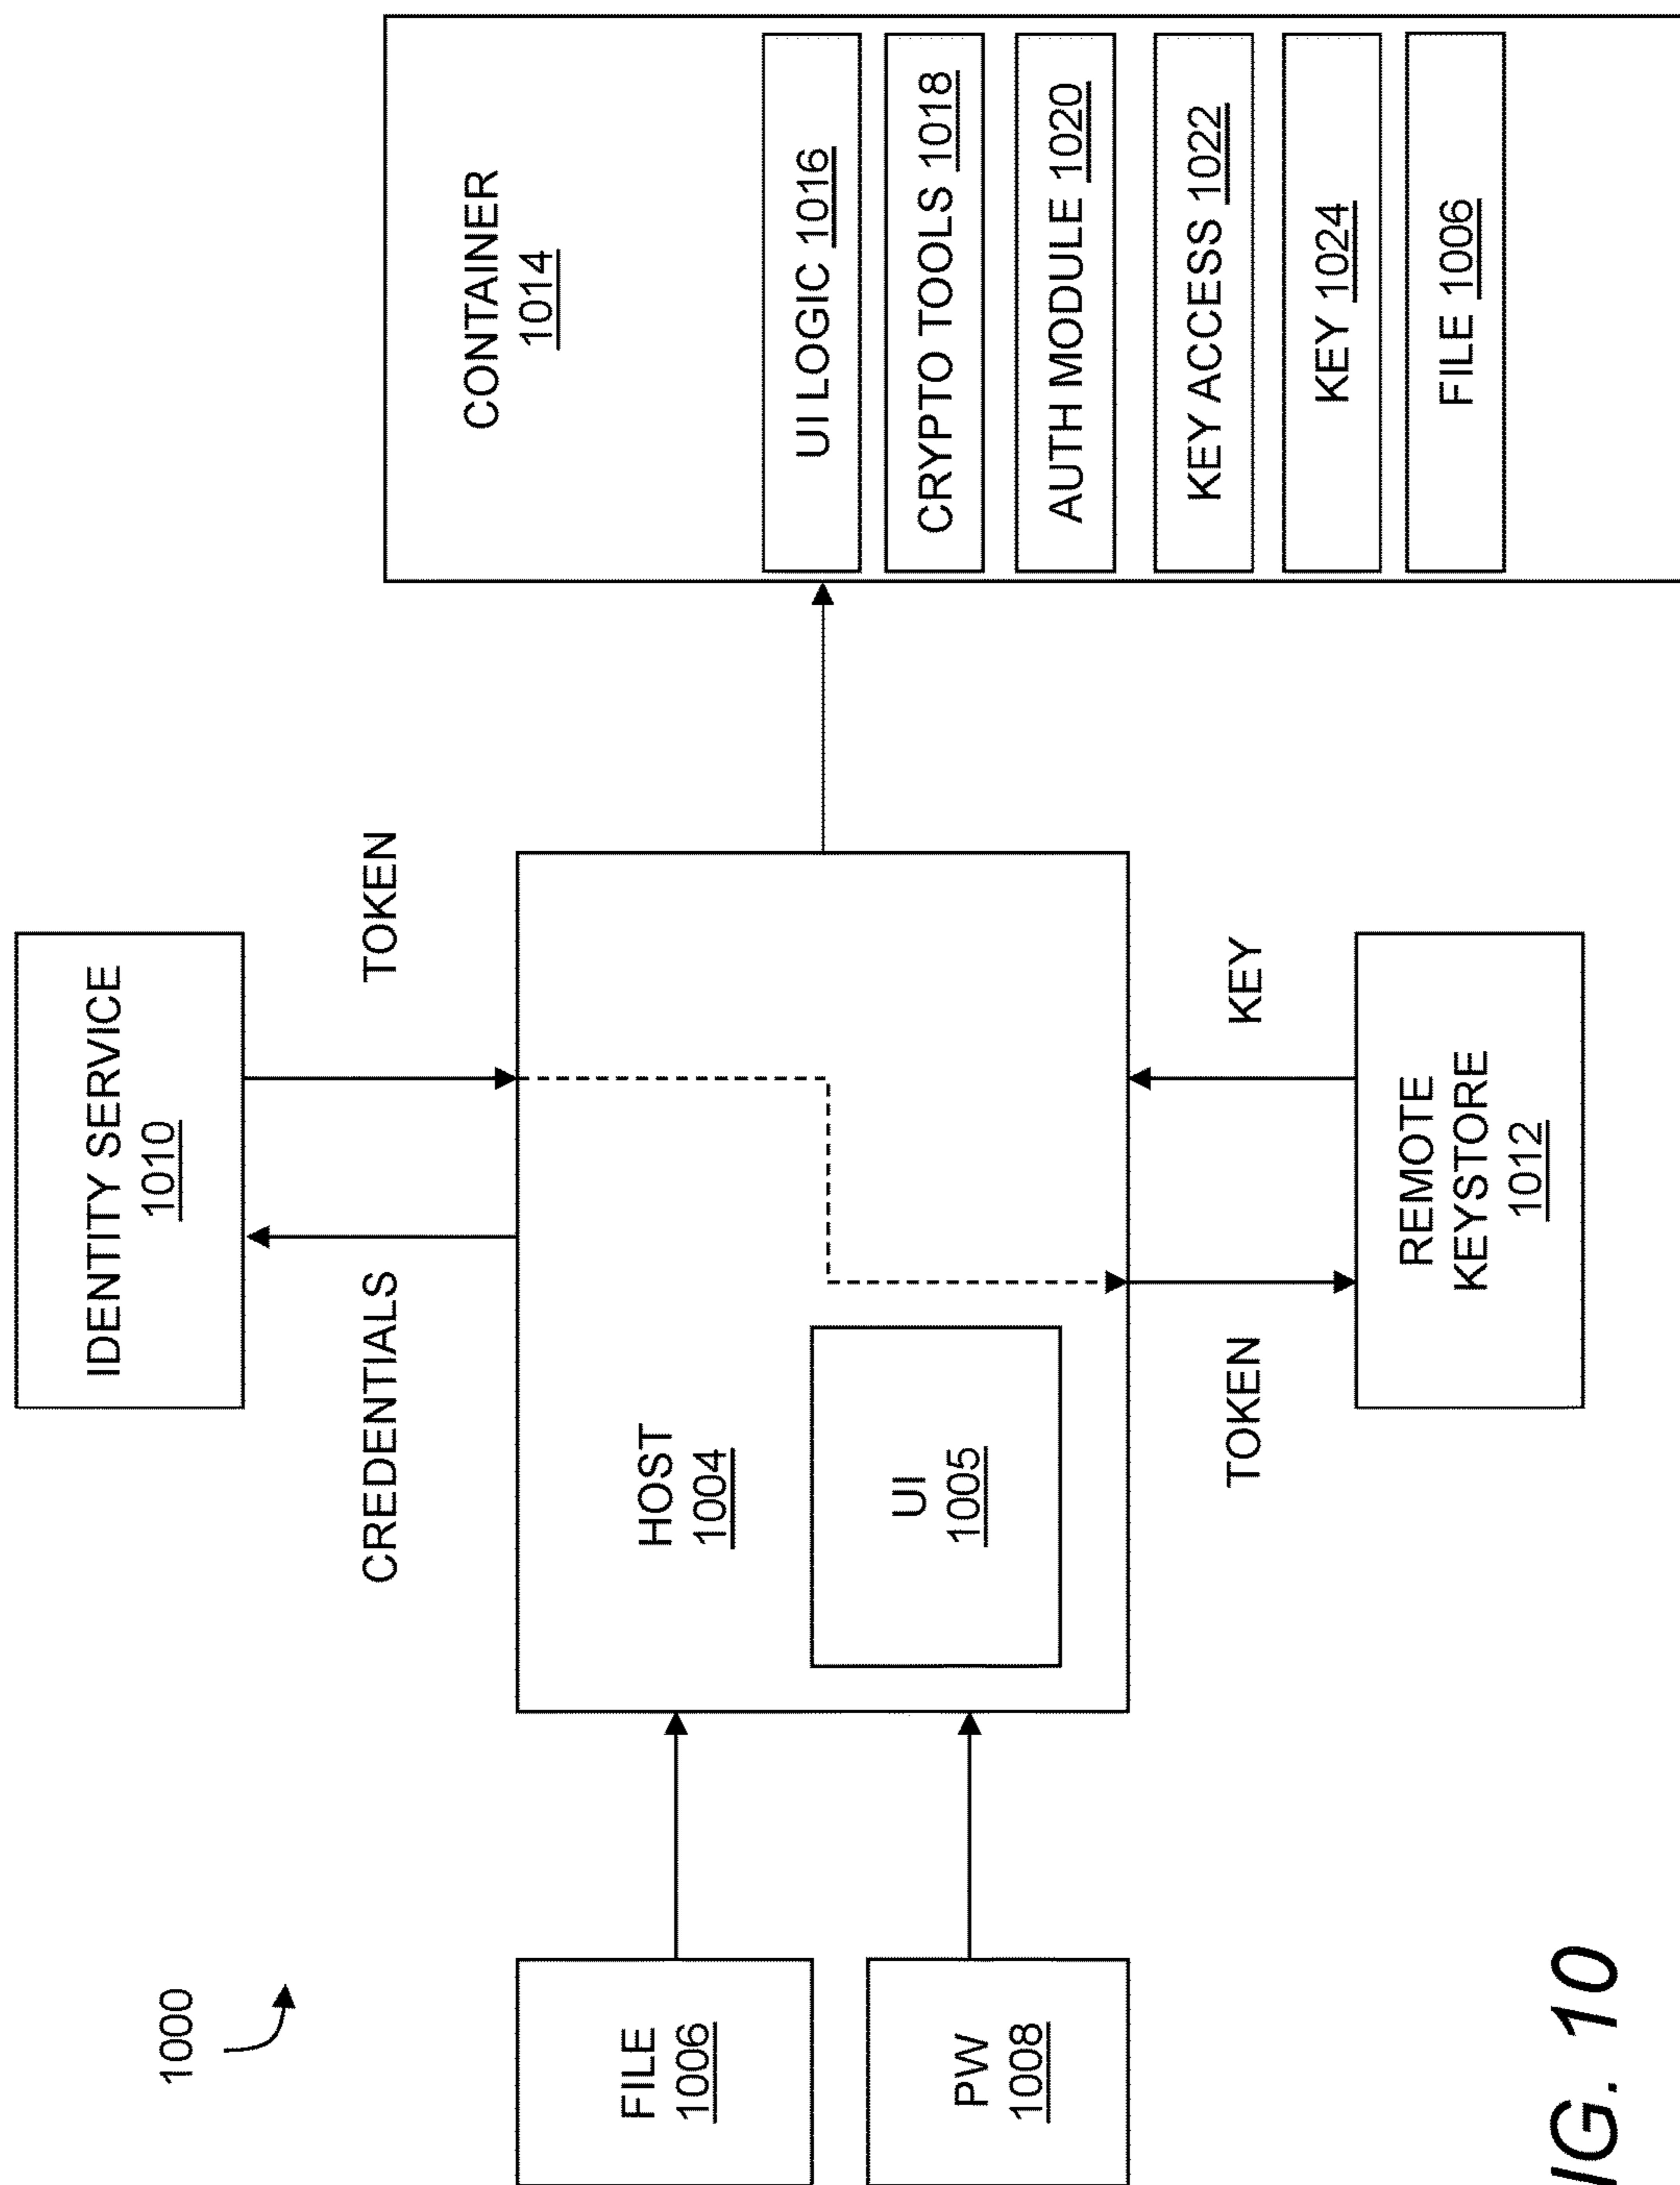 1000
IDENTITY SERVICE
1010
CREDENTIALS
TOKEN
FILE
1006
PW
1008
HOST
1004
UI
1005
TOKEN
KEY
REMOTE
KEYSTORE
1012
CONTAINER
1014
UI LOGIC 1016
CRYPTO TOOLS 1018
AUTH MODULE 1020
KEY ACCESS 1022
KEY 1024
FILE 1006
IG. 10